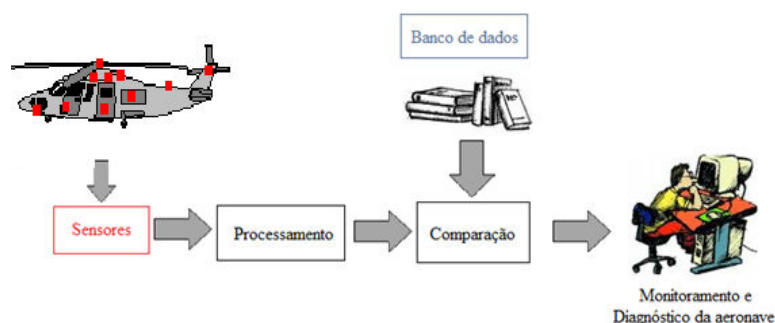 Banco de dados
Sensores
Processamento
Comparação
Monitoramento e
Diagnóstico da aeronave